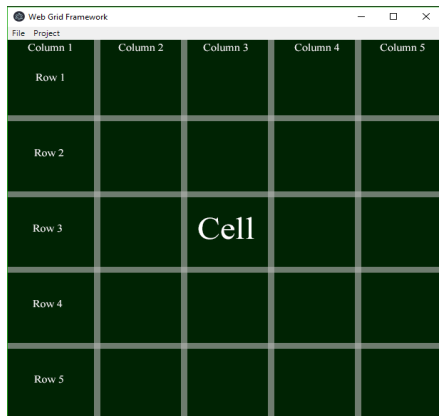 Web Grid Framework
File Project
Column 1 Column 2 Column 3 Column 4 Column 5
Row 1
Row 2
Row 3 Cell
Row 4
Row 5